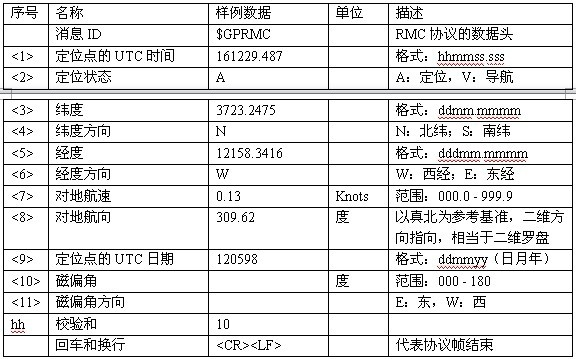 序号 名称 样例数据 单位 描述
消息 ID $GPRMC RMC 协议的数据头
<1> 定位点的 UTC 时间 161229.487 格式：hhmmss.sss
<2> 定位状态 A A：定位，V：导航
<3> 纬度 3723.2475 格式：ddmm.mmmm
<4> 纬度方向 N N：北纬；S：南纬
<5> 经度 12158.3416 格式：dddmm.mmmm
<6> 经度方向 W W：西经；E：东经
<7> 对地航速 0.13 Knots 范围：000.0 - 999.9
<8> 对地航向 309.62 度 以真北为参考基准，二维方
向指向，相当于二维罗盘
<9> 定位点的 UTC 日期 120598 格式：ddmmyy（日月年）
<10> 磁偏角 度 范围：000 - 180
<11> 磁偏角方向 E：东，W：西
hh 校验和 10
回车和换行 <CR><LF> 代表协议帧结束